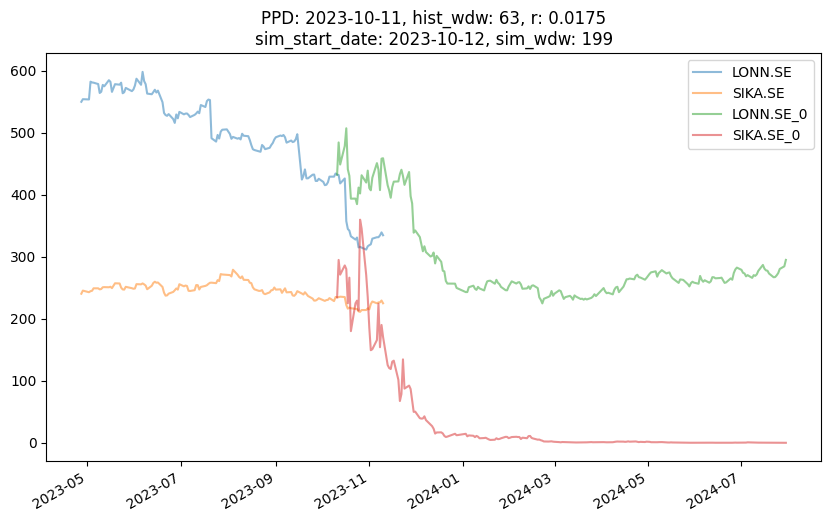 PPD: 2023-10-11, hist_wdw: 63, r: 0.0175
sim_start_date: 2023-10-12, sim_wdw: 199
LONN.SE
SIKA.SE
LONN.SE_0
SIKA.SE_0
600
500
400
300
200
100
0
2023-05
2023-07
2023-09
2023-11
2024-01
2024-03
2024-05
2024-07